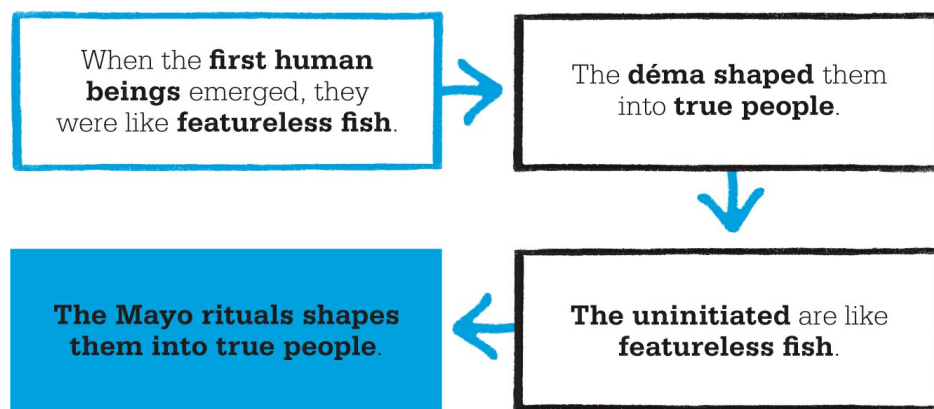 When the first human
beings emerged, they
were like featureless fish.
The déma shaped them
into true people.
The uninitiated are like
featureless fish.
The Mayo rituals shapes
them into true people.